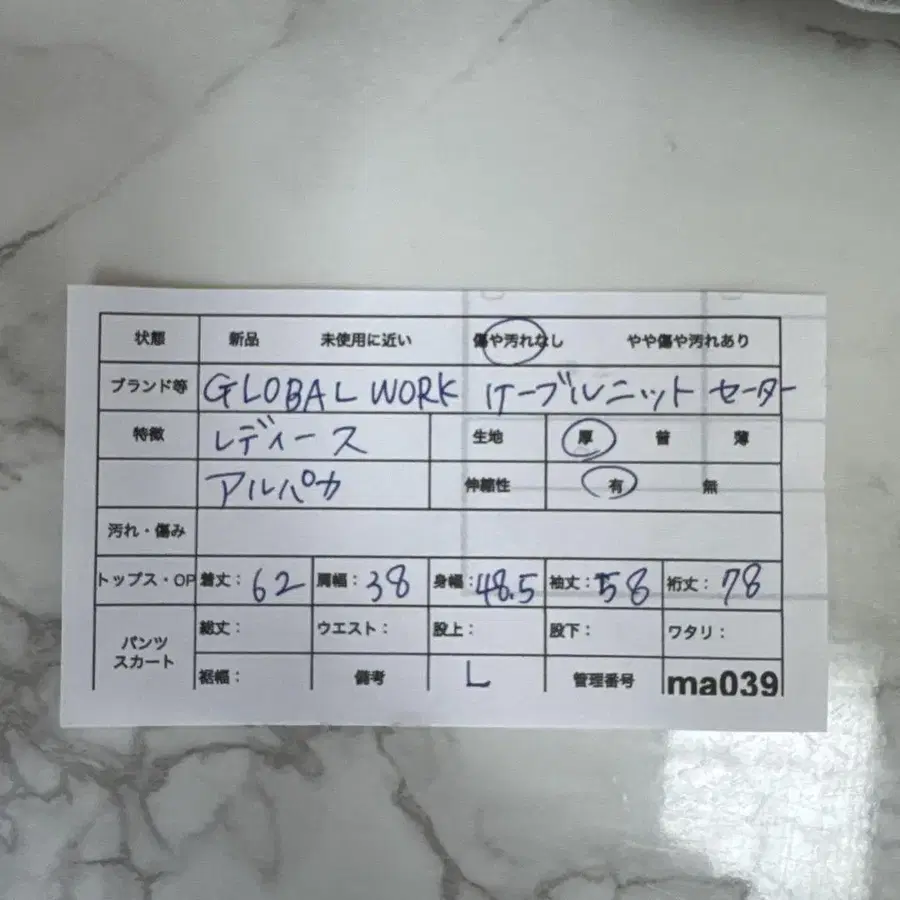 状態 新品 未使用に近い 傷や汚れなし やや傷や汚れあり
ブランド等 GLOBAL WORK ケーブルニット セーター
特徴 レディース 生地 厚 普 薄
アルパカ 伸縮性 有 無
汚れ・傷み
トップス・OP 着丈：62 肩幅：38 身幅：48.5 袖丈：58 裄丈：78
パンツ スカート 総丈： ウエスト： 股上： 股下： ワタリ：
裾幅： 備考 L 管理番号 ma039